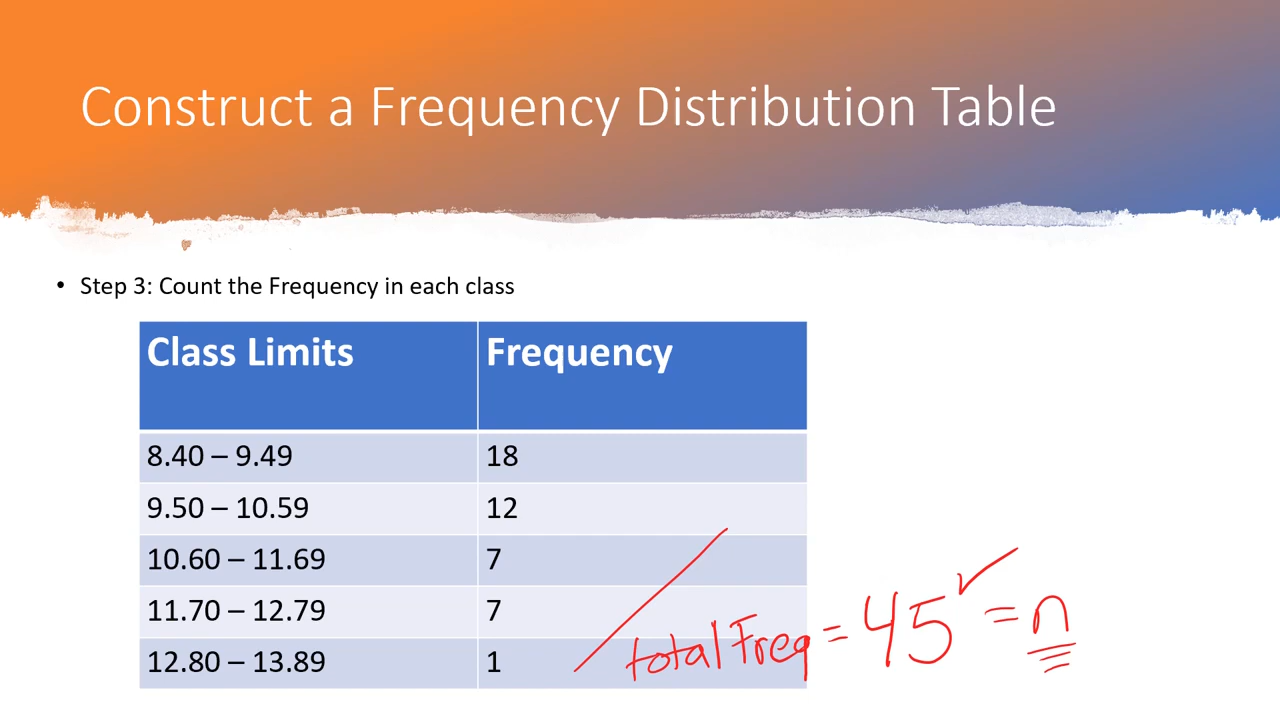 Construct a Frequency Distribution Table
• Step 3: Count the Frequency in each class
Class Limits Frequency
8.40 – 9.49 18
9.50 – 10.59 12
10.60 – 11.69 7
11.70 – 12.79 7
12.80 – 13.89 1
total Freq = 45 ✓ = n